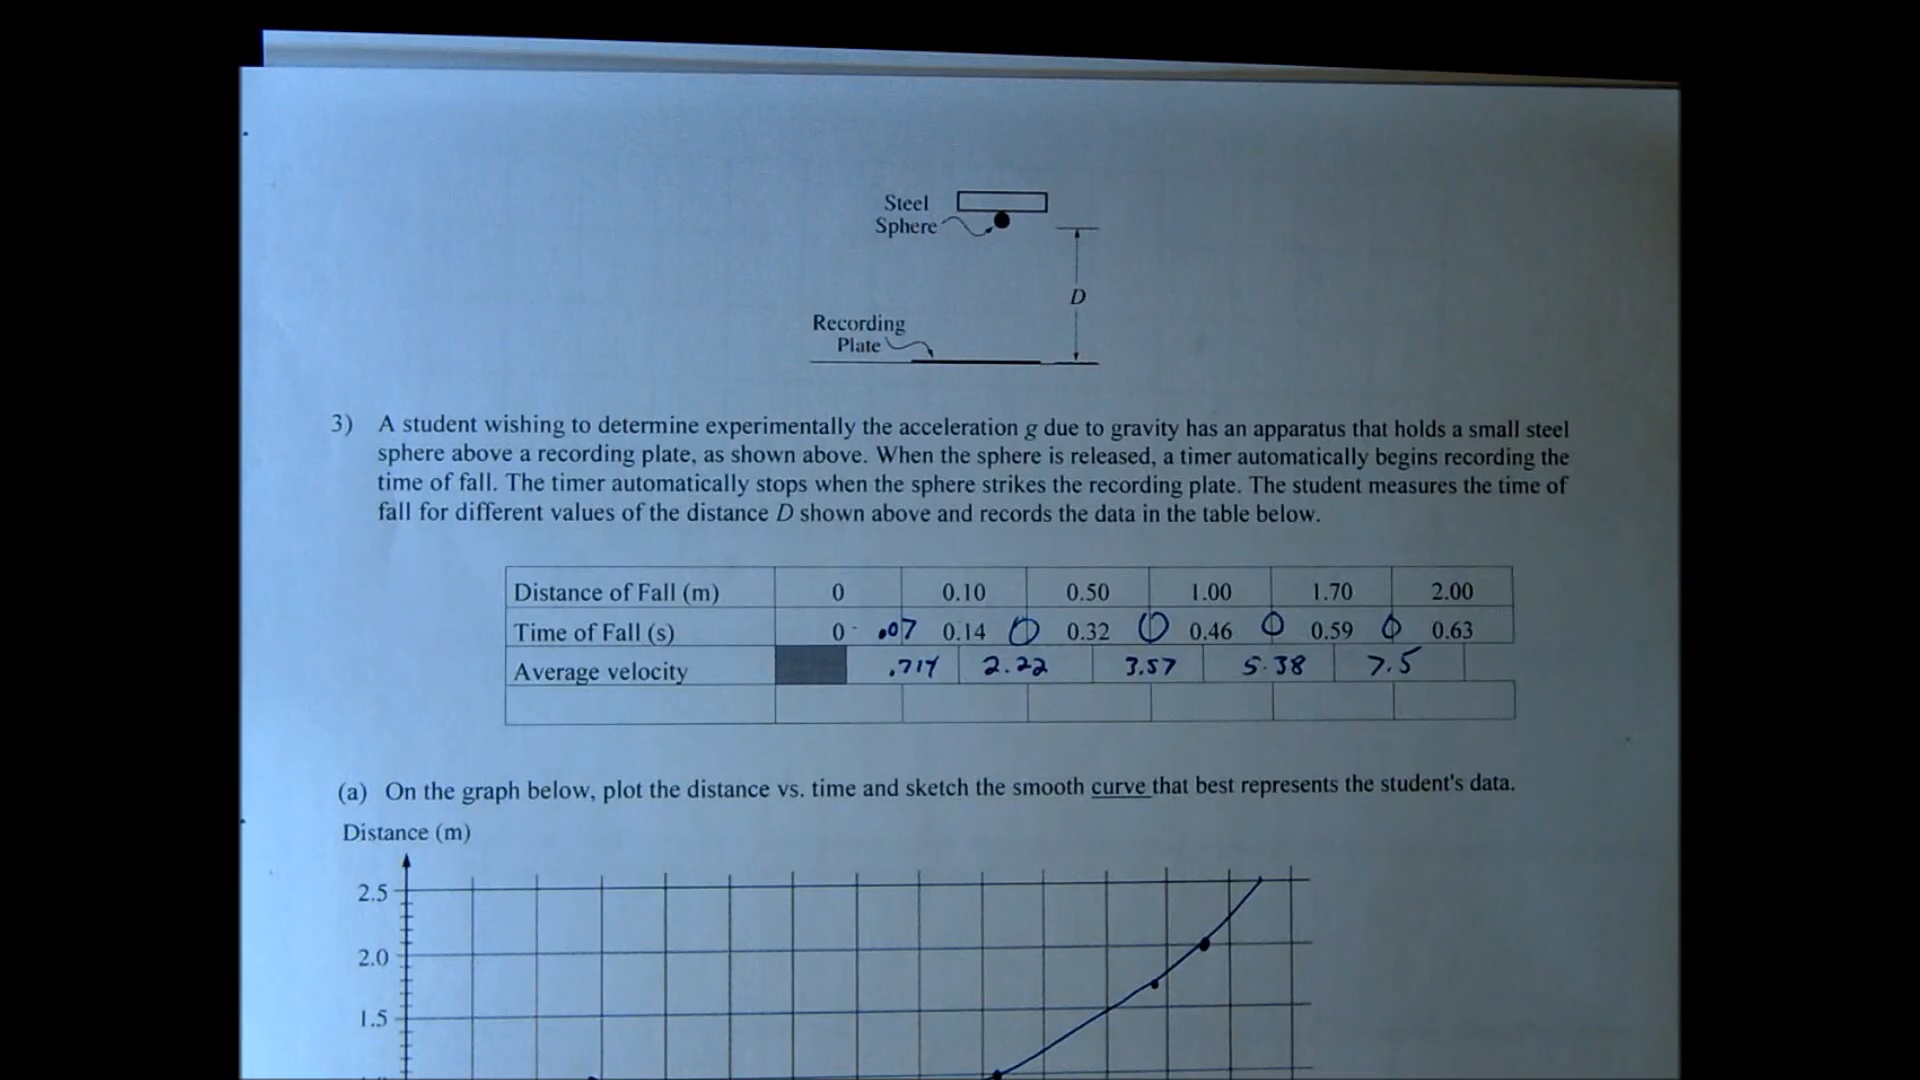 Steel
Sphere
D
Recording
Plate
3) A student wishing to determine experimentally the acceleration g due to gravity has an apparatus that holds a small steel
sphere above a recording plate, as shown above. When the sphere is released, a timer automatically begins recording the
time of fall. The timer automatically stops when the sphere strikes the recording plate. The student measures the time of
fall for different values of the distance D shown above and records the data in the table below.
Distance of Fall (m) 0 0.10 0.50 1.00 1.70 2.00
Time of Fall (s) 0 .07 0.14 0.32 0.46 0.59 0.63
Average velocity .714 2.22 3.57 5.38 7.5
(a) On the graph below, plot the distance vs. time and sketch the smooth curve that best represents the student's data.
Distance (m)
2.5
2.0
1.5